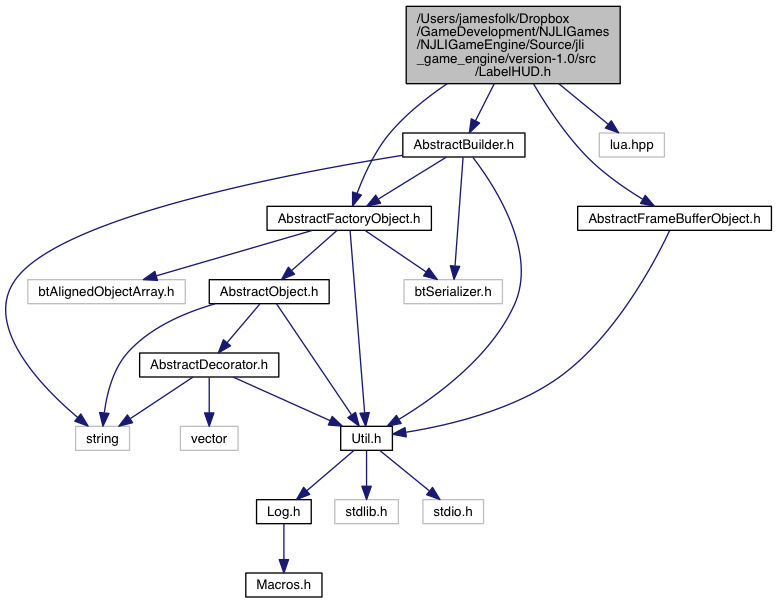 /Users/jamesfolk/Dropbox
/GameDevelopment/NJLIGames
/NJLIGameEngine/Source/jli
_game_engine/version-1.0/src
/LabelHUD.h
AbstractBuilder.h
lua.hpp
AbstractFactoryObject.h
AbstractFrameBufferObject.h
btAlignedObjectArray.h
AbstractObject.h
btSerializer.h
AbstractDecorator.h
string
vector
Util.h
Log.h
stdlib.h
stdio.h
Macros.h